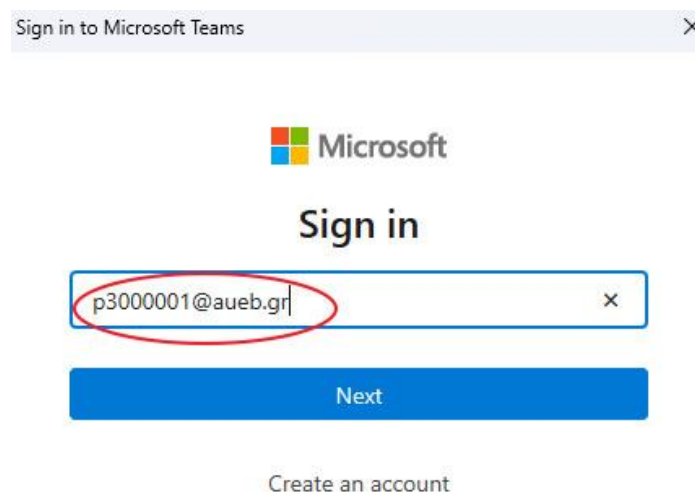 Sign in to Microsoft Teams
Microsoft
Sign in
p3000001@aueb.gr
Next
Create an account